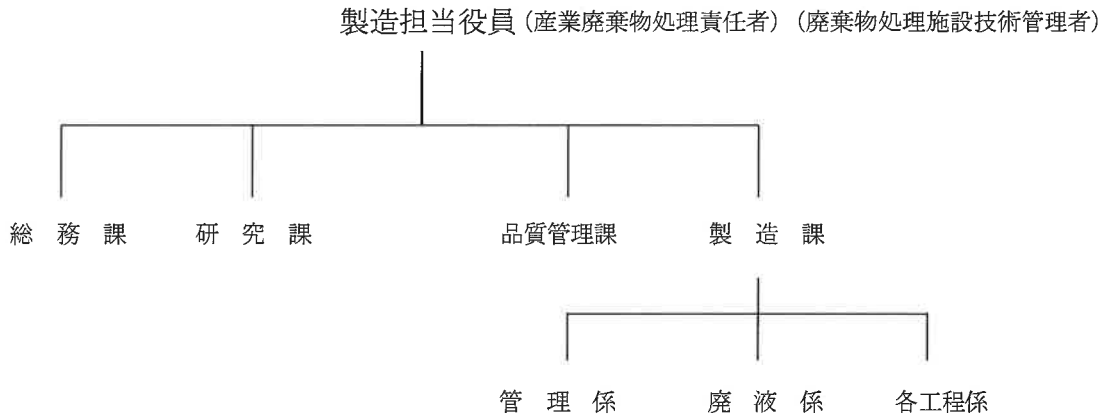 製造担当役員(産業廃棄物処理責任者)(廃棄物処理施設技術管理者)
総務課 研究課 品質管理課 製造課
管理係 廃液係 各工程係